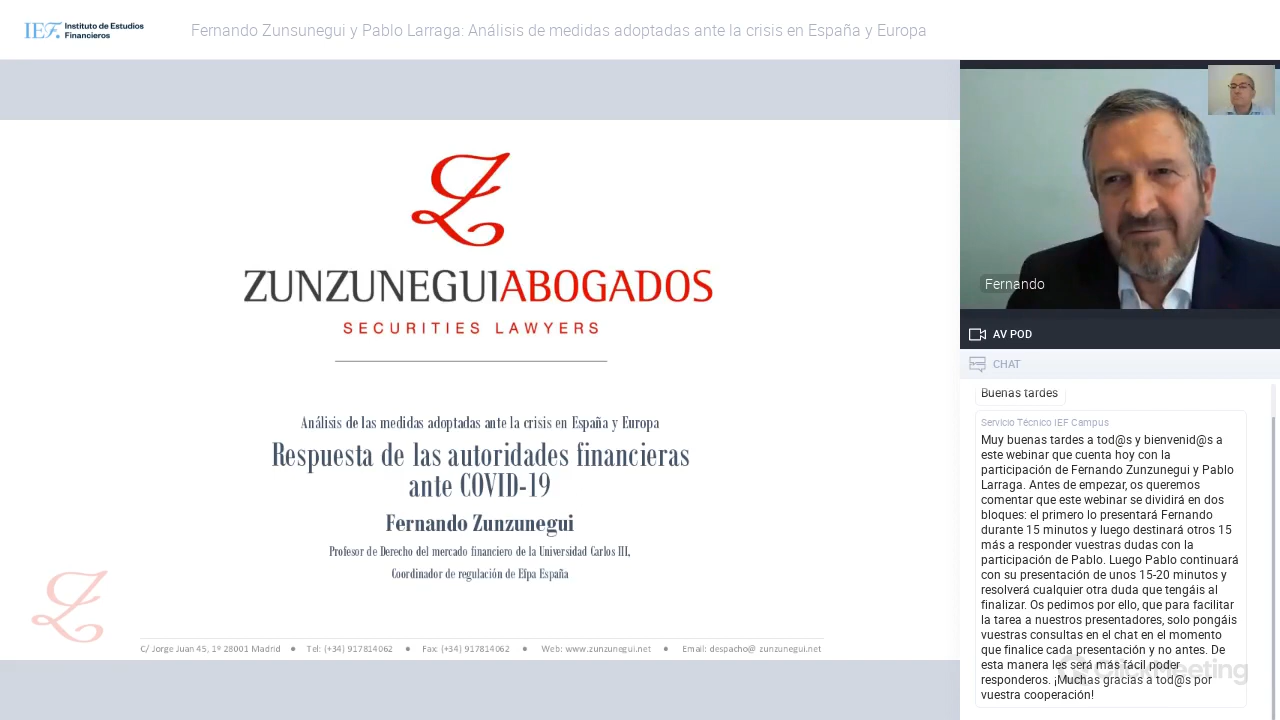 IEF. Instituto de Estudios
Financieros
Fernando Zunsunegui y Pablo Larraga: Análisis de medidas adoptadas ante la crisis en España y Europa
ZUNZUNEGUIABOGADOS
SECURITIES LAWYERS
Análisis de las medidas adoptadas ante la crisis en España y Europa
Respuesta de las autoridades financieras
ante COVID-19
Fernando Zunzunegui
Profesor de Derecho del mercado financiero de la Universidad Carlos III,
Coordinador de regulación de Efpa España
C/ Jorge Juan 45, 1º 28001 Madrid • Tel: (+34) 917814062 • Fax: (+34) 917814062 • Web: www.zunzunegui.net • Email: despacho@ zunzunegui.net
Fernando
AV POD
CHAT
Buenas tardes
Servicio Técnico IEF Campus
Muy buenas tardes a tod@s y bienvenid@s a
este webinar que cuenta hoy con la
participación de Fernando Zunzunegui y Pablo
Larraga. Antes de empezar, os queremos
comentar que este webinar se dividirá en dos
bloques: el primero lo presentará Fernando
durante 15 minutos y luego destinará otros 15
más a responder vuestras dudas con la
participación de Pablo. Luego Pablo continuará
con su presentación de unos 15-20 minutos y
resolverá cualquier otra duda que tengáis al
finalizar. Os pedimos por ello, que para facilitar
la tarea a nuestros presentadores, solo pongáis
vuestras consultas en el chat en el momento
que finalice cada presentación y no antes. De
esta manera les será más fácil poder
responderos. ¡Muchas gracias a tod@s por
vuestra cooperación!
ClickMeeting